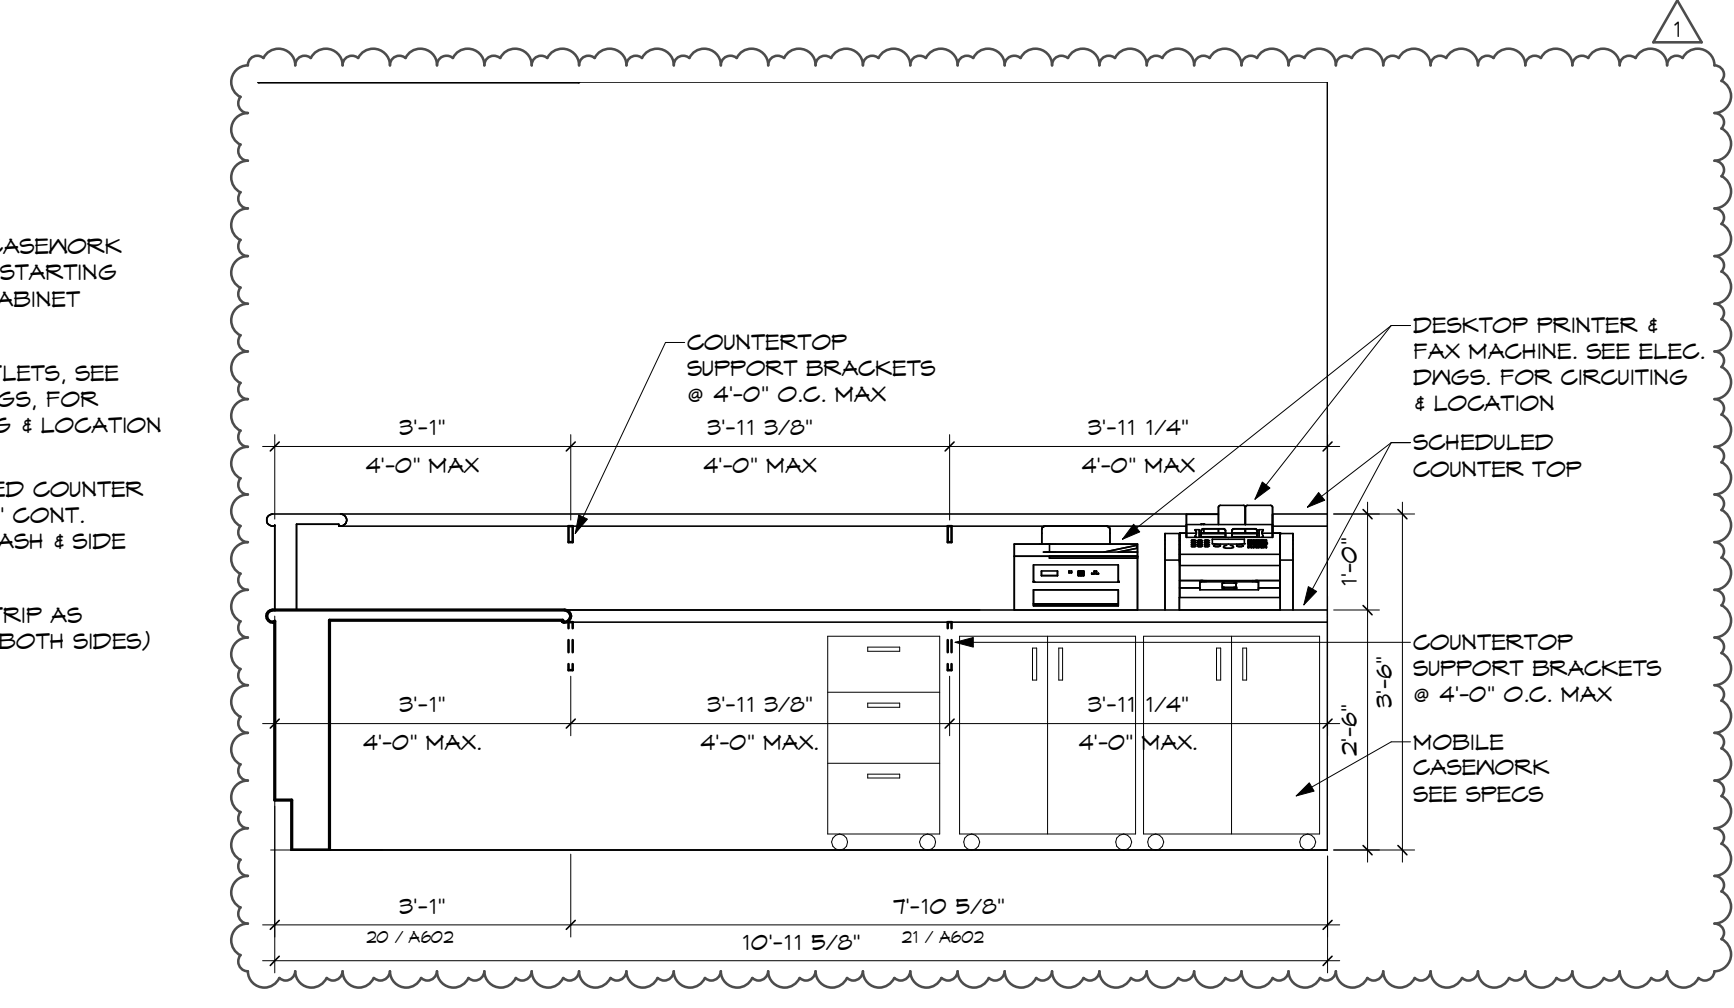 1
CASEWORK
STARTING
ABINET
TLETS, SEE
GS, FOR
G & LOCATION
ED COUNTER
" CONT.
ASH & SIDE
TRIP AS
BOTH SIDES)
COUNTERTOP
SUPPORT BRACKETS
@ 4'-0" O.C. MAX
DESKTOP PRINTER &
FAX MACHINE. SEE ELEC.
DWGS. FOR CIRCUITING
& LOCATION
3'-1" 3'-11 3/8" 3'-11 1/4"
4'-0" MAX 4'-0" MAX 4'-0" MAX
SCHEDULED
COUNTER TOP
1'-0"
3'-6"
2'-6"
COUNTERTOP
SUPPORT BRACKETS
@ 4'-0" O.C. MAX
3'-1" 3'-11 3/8" 3'-11 1/4"
4'-0" MAX. 4'-0" MAX. 4'-0" MAX.
MOBILE
CASEWORK
SEE SPECS
3'-1" 7'-10 5/8"
20 / A602 21 / A602
10'-11 5/8"